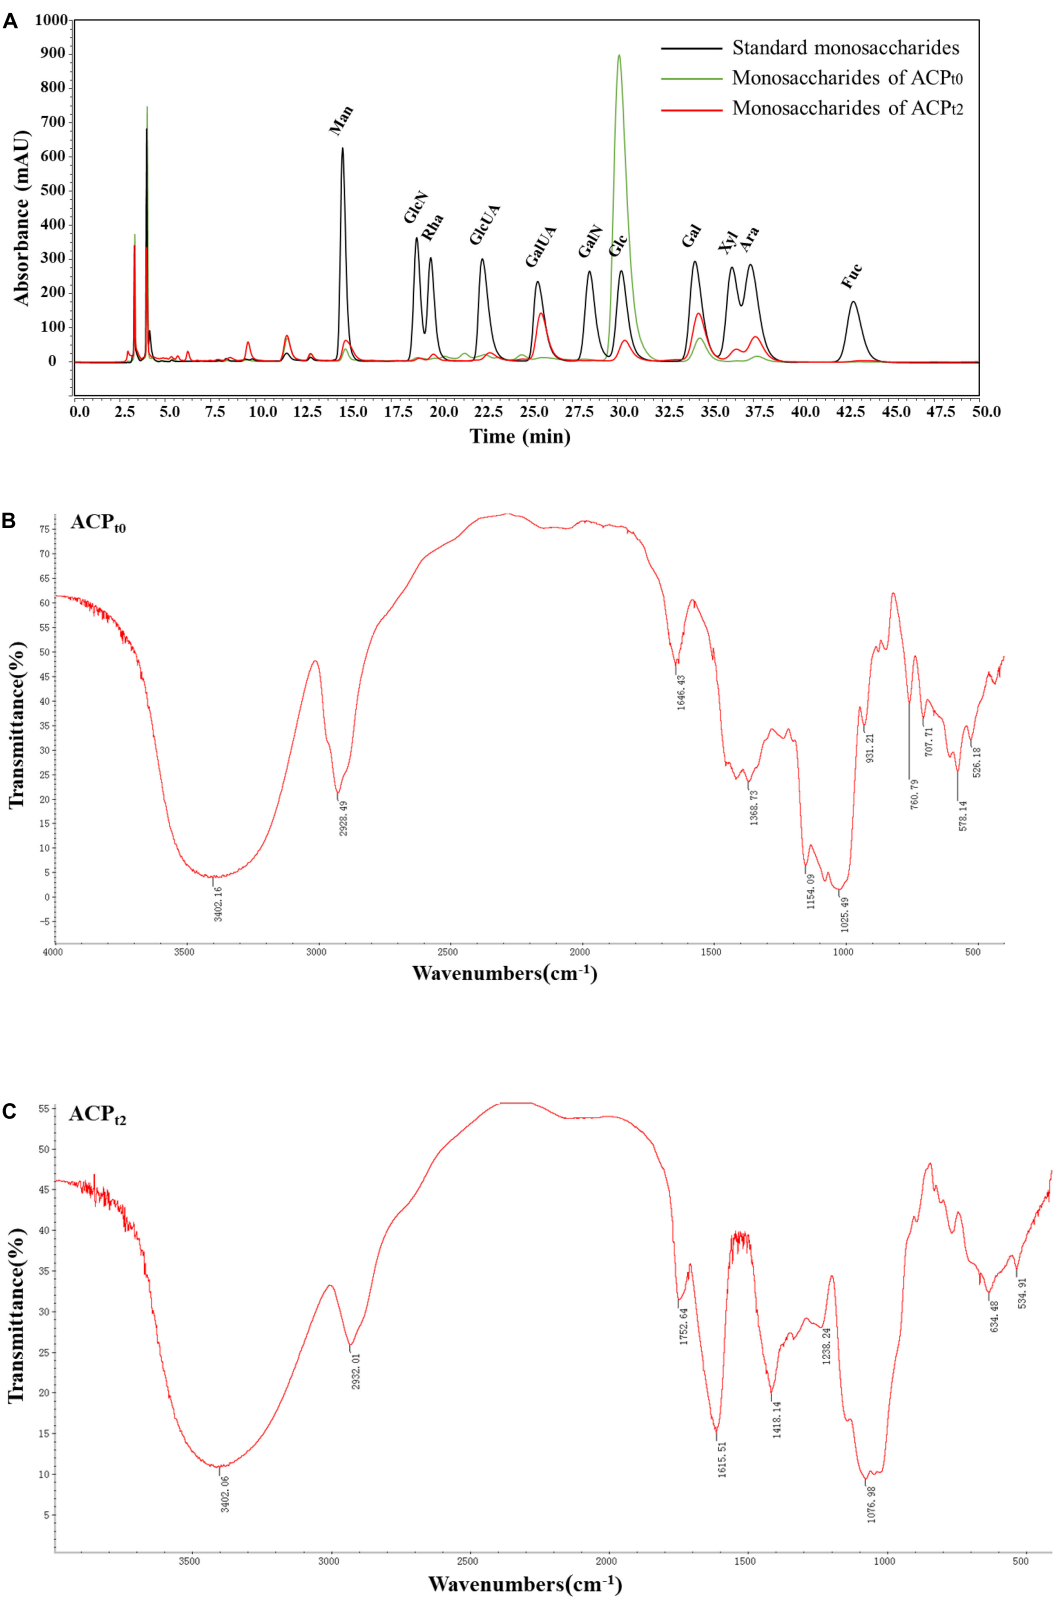 A
1000
900
800
700
600
500
400
300
200
100
0
Absorbance (mAU)
Standard monosaccharides
Monosaccharides of ACPt0
Monosaccharides of ACPt2
Man
GlcN
Rha
GlcUA
GalUA
GalN
Glc
Gal
Xyl
Ara
Fuc
0.0 2.5 5.0 7.5 10.0 12.5 15.0 17.5 20.0 22.5 25.0 27.5 30.0 32.5 35.0 37.5 40.0 42.5 45.0 47.5 50.0
Time (min)
B
ACPt0
75
70
65
60
55
50
45
40
35
30
25
20
15
10
5
0
-5
Transmittance(%)
3402.16
2928.49
1646.43
1368.73
1154.09
1025.49
931.21
760.79
707.71
578.14
526.18
4000 3500 3000 2500 2000 1500 1000 500
Wavenumbers(cm-1)
C
ACPt2
55
50
45
40
35
30
25
20
15
10
5
Transmittance(%)
3402.06
2932.01
1752.64
1615.51
1418.14
1238.24
1076.98
634.48
534.91
3500 3000 2500 2000 1500 1000 500
Wavenumbers(cm-1)